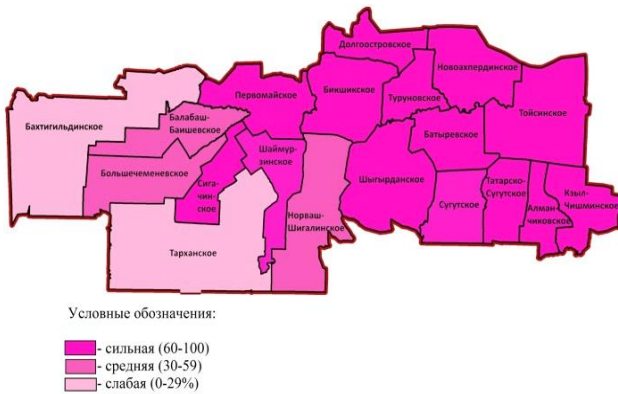 Долгоостровское
Новоахпердинское
Первомайское
Бикшикское
Туруновское
Тойсинское
Бахтигильдинское
Балабаш-
Баишевское
Батыревское
Шаймур-
зинское
Большечеменевское
Сига-
чин-
ское
Шыгырданское
Татарско-
Сугутское
Кзыл-
Чишминское
Сугутское
Алман-
чиковское
Норваш-
Шигалинское
Тарханское
Условные обозначения:
- сильная (60-100)
- средняя (30-59)
- слабая (0-29%)